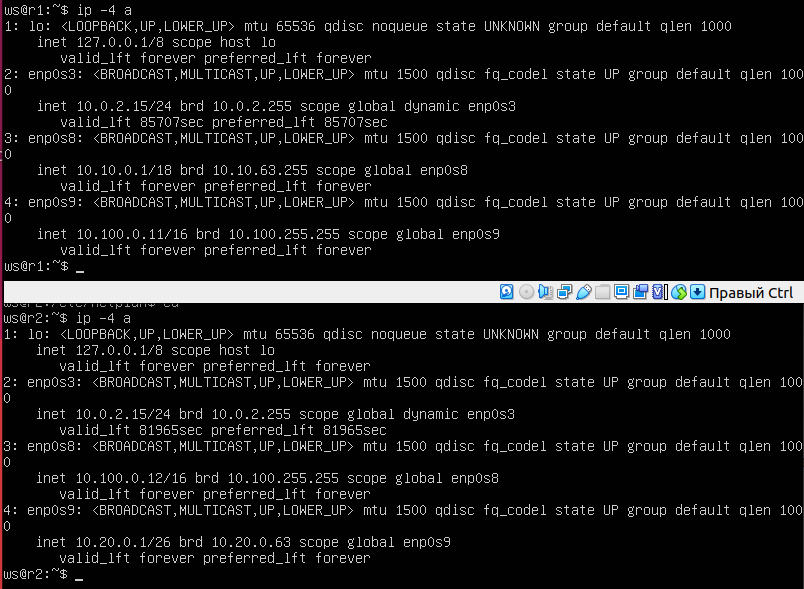 ws@r1:~$ ip -4 a
1: lo: <LOOPBACK,UP,LOWER_UP> mtu 65536 qdisc noqueue state UNKNOWN group default qlen 1000
    inet 127.0.0.1/8 scope host lo
       valid_lft forever preferred_lft forever
2: enp0s3: <BROADCAST,MULTICAST,UP,LOWER_UP> mtu 1500 qdisc fq_codel state UP group default qlen 100
0
    inet 10.0.2.15/24 brd 10.0.2.255 scope global dynamic enp0s3
       valid_lft 85707sec preferred_lft 85707sec
3: enp0s8: <BROADCAST,MULTICAST,UP,LOWER_UP> mtu 1500 qdisc fq_codel state UP group default qlen 100
0
    inet 10.10.0.1/18 brd 10.10.63.255 scope global enp0s8
       valid_lft forever preferred_lft forever
4: enp0s9: <BROADCAST,MULTICAST,UP,LOWER_UP> mtu 1500 qdisc fq_codel state UP group default qlen 100
0
    inet 10.100.0.11/16 brd 10.100.255.255 scope global enp0s9
       valid_lft forever preferred_lft forever
ws@r1:~$ _
Правый Ctrl
ws@r2:/etc/netplan$ cd
ws@r2:~$ ip -4 a
1: lo: <LOOPBACK,UP,LOWER_UP> mtu 65536 qdisc noqueue state UNKNOWN group default qlen 1000
    inet 127.0.0.1/8 scope host lo
       valid_lft forever preferred_lft forever
2: enp0s3: <BROADCAST,MULTICAST,UP,LOWER_UP> mtu 1500 qdisc fq_codel state UP group default qlen 100
0
    inet 10.0.2.15/24 brd 10.0.2.255 scope global dynamic enp0s3
       valid_lft 81965sec preferred_lft 81965sec
3: enp0s8: <BROADCAST,MULTICAST,UP,LOWER_UP> mtu 1500 qdisc fq_codel state UP group default qlen 100
0
    inet 10.100.0.12/16 brd 10.100.255.255 scope global enp0s8
       valid_lft forever preferred_lft forever
4: enp0s9: <BROADCAST,MULTICAST,UP,LOWER_UP> mtu 1500 qdisc fq_codel state UP group default qlen 100
0
    inet 10.20.0.1/26 brd 10.20.0.63 scope global enp0s9
       valid_lft forever preferred_lft forever
ws@r2:~$ _